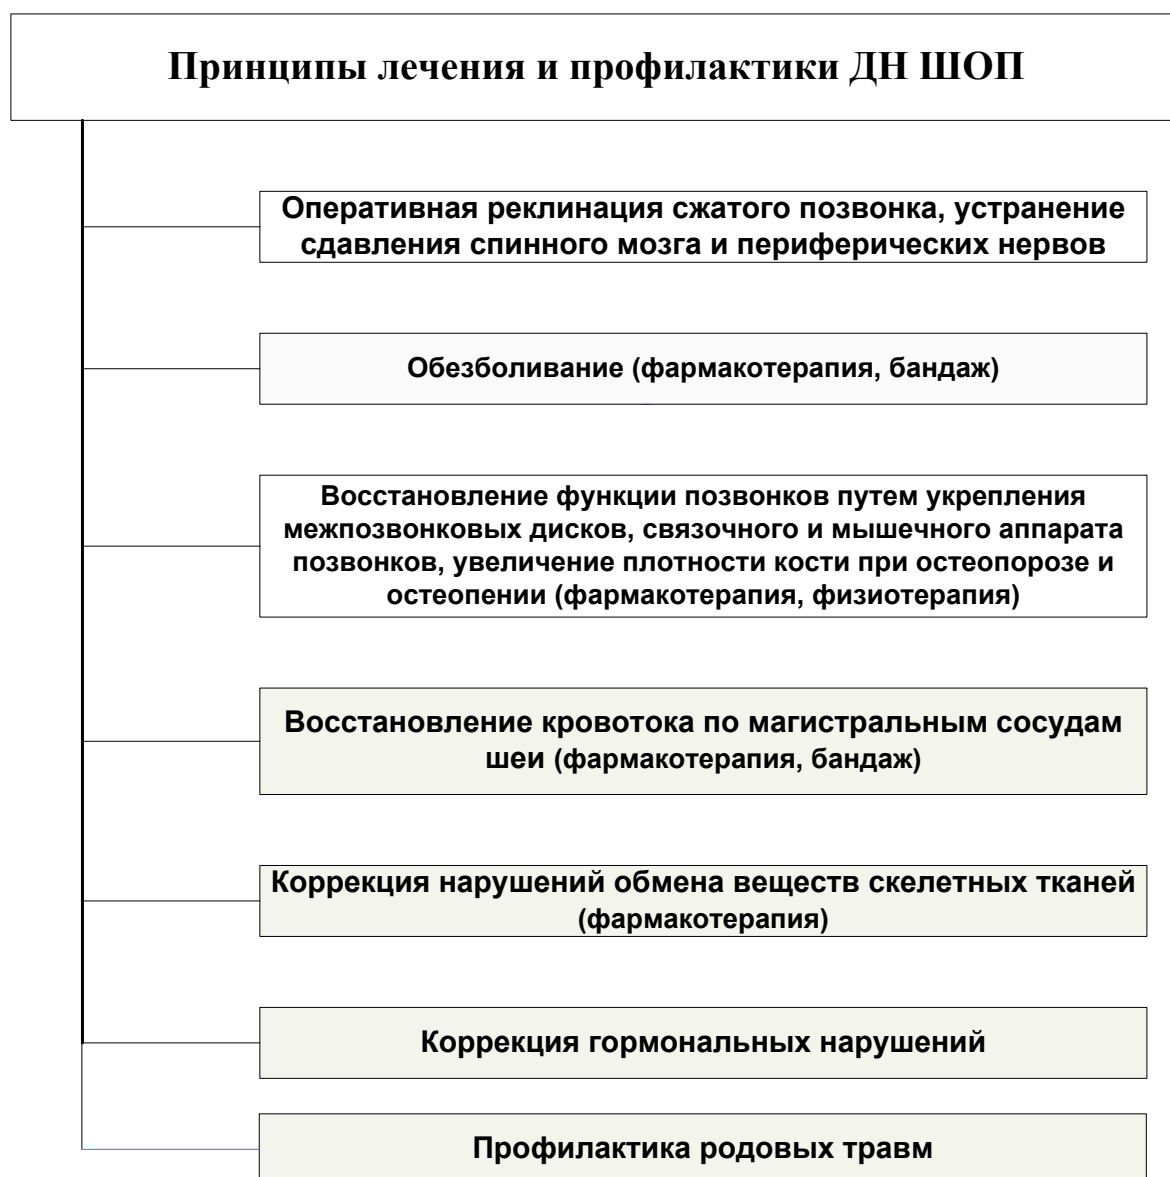 Принципы лечения и профилактики ДН ШОП
Оперативная реклинация сжатого позвонка, устранение
сдавления спинного мозга и периферических нервов
Обезболивание (фармакотерапия, бандаж)
Восстановление функции позвонков путем укрепления
межпозвонковых дисков, связочного и мышечного аппарата
позвонков, увеличение плотности кости при остеопорозе и
остеопении (фармакотерапия, физиотерапия)
Восстановление кровотока по магистральным сосудам
шеи (фармакотерапия, бандаж)
Коррекция нарушений обмена веществ скелетных тканей
(фармакотерапия)
Коррекция гормональных нарушений
Профилактика родовых травм